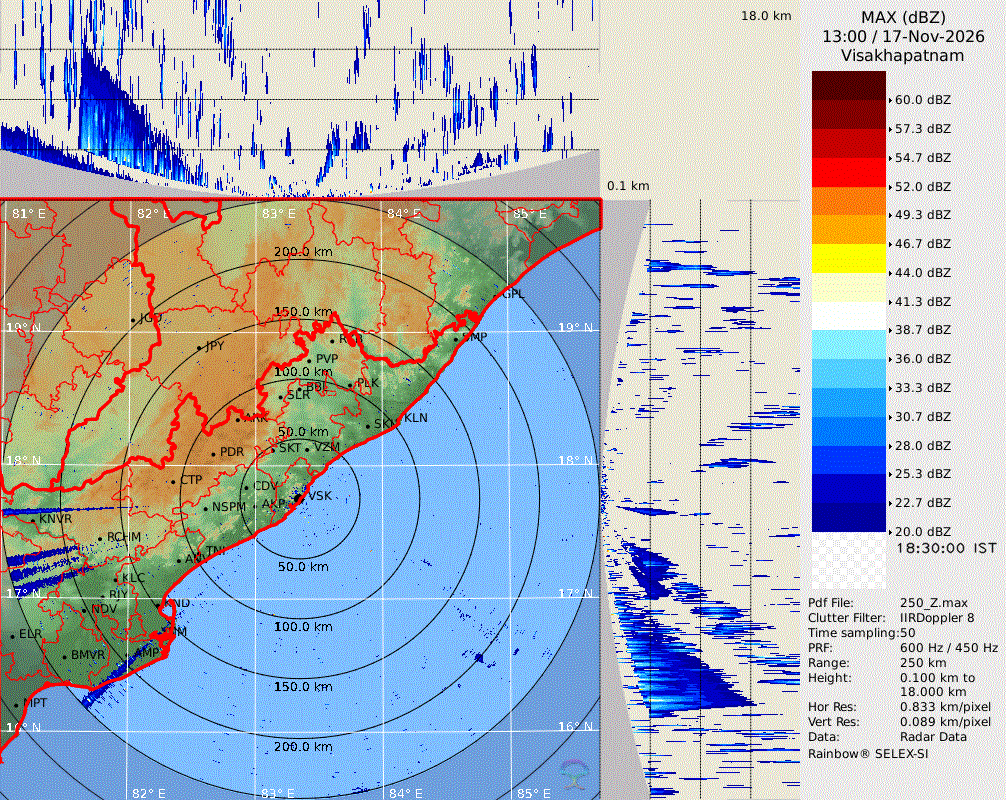 18.0 km
0.1 km
MAX (dBZ)
13:00 / 17-Nov-2026
Visakhapatnam
60.0 dBZ
57.3 dBZ
54.7 dBZ
52.0 dBZ
49.3 dBZ
46.7 dBZ
44.0 dBZ
41.3 dBZ
38.7 dBZ
36.0 dBZ
33.3 dBZ
30.7 dBZ
28.0 dBZ
25.3 dBZ
22.7 dBZ
20.0 dBZ
18:30:00 IST
Pdf File: 250_Z.max
Clutter Filter: IIRDoppler 8
Time sampling:50
PRF: 600 Hz / 450 Hz
Range: 250 km
Height: 0.100 km to
18.000 km
Hor Res: 0.833 km/pixel
Vert Res: 0.089 km/pixel
Data: Radar Data
Rainbow® SELEX-SI
81° E 82° E 83° E 84° E 85° E
200.0 km
GPL
150.0 km
JGD
19° N 19° N
SMP
JPY
PVP
100.0 km
BBL PLK
SLR
KLN
50.0 km
SKT VZM
PDR
18° N 18° N
CTP
CDV
VSK
NSPM AKP
KNVR
RCHM
TNI
50.0 km
KLC
RJY
17° N 17° N
NDV
100.0 km
ELR
BMVR AMP
150.0 km
MPT
16° N 16° N
200.0 km
82° E 83° E 84° E 85° E